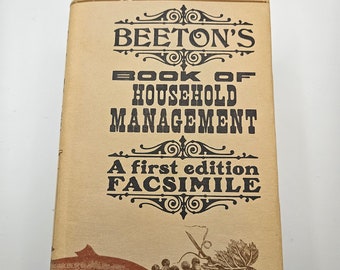 BEETON'S
BOOK OF
HOUSEHOLD
MANAGEMENT
A first edition
FACSIMILE